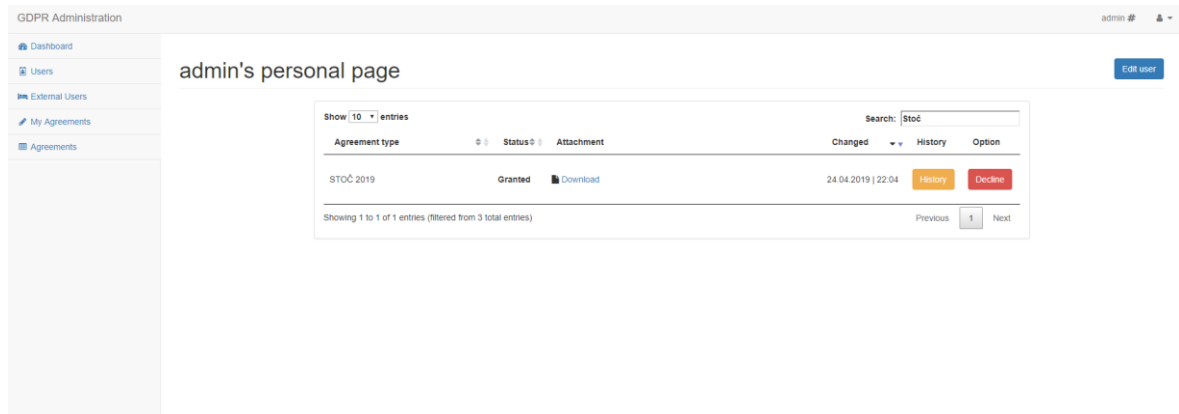 GDPR Administration
admin #
Dashboard
Users
External Users
My Agreements
Agreements
admin's personal page
Edit user
Show 10 entries
Search: Stoč
Agreement type Status Attachment Changed History Option
STOČ 2019 Granted Download 24.04.2019 | 22:04 History Decline
Showing 1 to 1 of 1 entries (filtered from 3 total entries)
Previous 1 Next